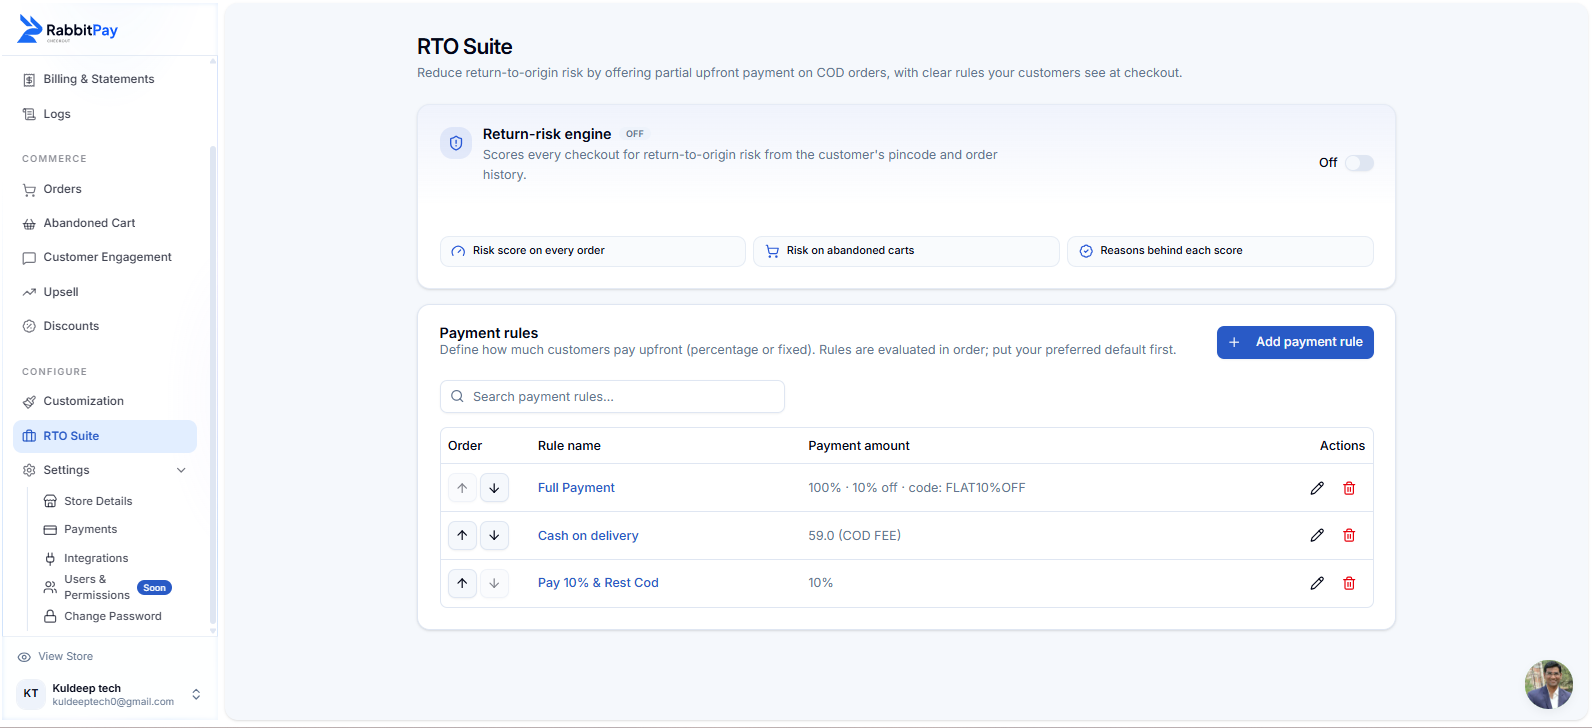 RabbitPay
CHECKOUT
Billing & Statements
Logs
COMMERCE
Orders
Abandoned Cart
Customer Engagement
Upsell
Discounts
CONFIGURE
Customization
RTO Suite
Settings
Store Details
Payments
Integrations
Users &
Permissions
Soon
Change Password
View Store
KT
Kuldeep tech
kuldeeptech0@gmail.com
RTO Suite
Reduce return-to-origin risk by offering partial upfront payment on COD orders, with clear rules your customers see at checkout.
Return-risk engine OFF
Scores every checkout for return-to-origin risk from the customer's pincode and order
history.
Off
Risk score on every order
Risk on abandoned carts
Reasons behind each score
Payment rules
Define how much customers pay upfront (percentage or fixed). Rules are evaluated in order; put your preferred default first.
+ Add payment rule
Search payment rules...
Order Rule name Payment amount Actions
Full Payment 100% · 10% off · code: FLAT10%OFF
Cash on delivery 59.0 (COD FEE)
Pay 10% & Rest Cod 10%